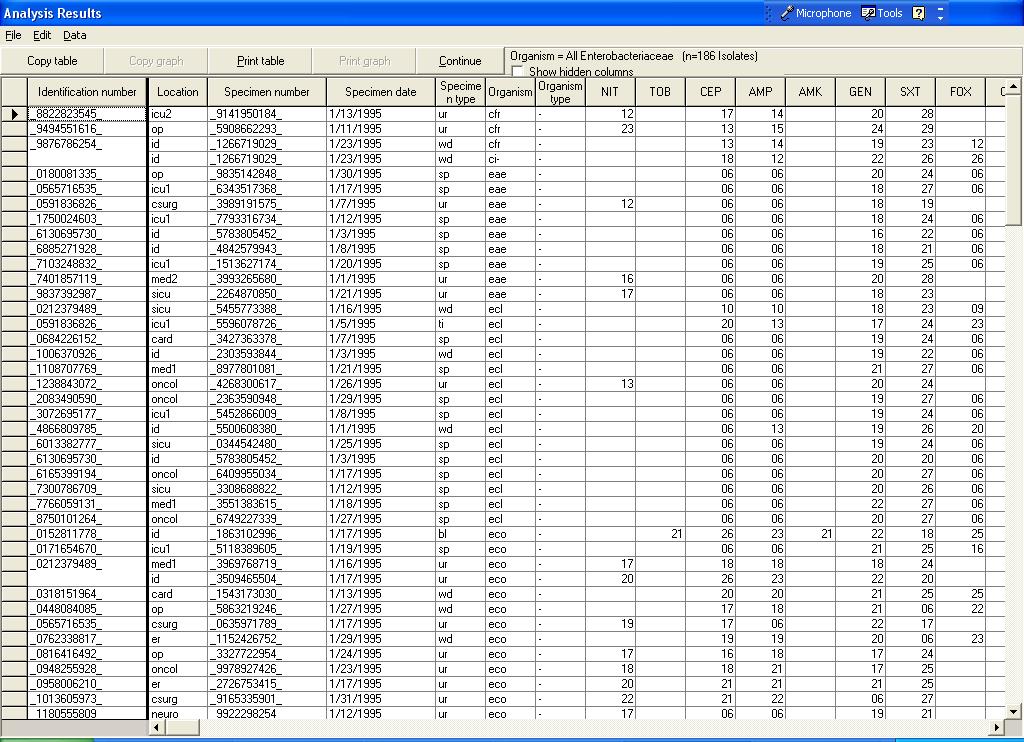 Analysis Results
Microphone Tools
File Edit Data
Copy table Copy graph Print table Print graph Continue Organism = All Enterobacteriaceae (n=186 Isolates)
Show hidden columns
Identification number Location Specimen number Specimen date Specimen type Organism Organism type NIT TOB CEP AMP AMK GEN SXT FOX
_8822823545_ icu2 _9141950184_ 1/13/1995 ur cfr - 12 17 14 20 28
_9494551616_ op _5908662293_ 1/11/1995 ur cfr - 23 13 15 24 29
_9876786254_ id _1266719029_ 1/23/1995 wd cfr - 13 14 19 23 12
id _1266719029_ 1/23/1995 wd ci- - 18 12 22 26 26
_0180081335_ op _9835142848_ 1/30/1995 sp eae - 06 06 20 24 06
_0565716535_ icu1 _6343517368_ 1/17/1995 sp eae - 06 06 18 27 06
_0591836826_ csurg _3989191575_ 1/7/1995 ur eae - 12 06 06 18 19
_1750024603_ icu1 _7793316734_ 1/12/1995 sp eae - 06 06 18 24 06
_6130695730_ id _5783805452_ 1/3/1995 sp eae - 06 06 16 22 06
_6885271928_ id _4842579943_ 1/8/1995 sp eae - 06 06 18 21 06
_7103248832_ icu1 _1513627174_ 1/20/1995 sp eae - 06 06 19 25 06
_7401857119_ med2 _3993265680_ 1/1/1995 ur eae - 16 06 06 20 28
_9837392987_ sicu _2264870850_ 1/21/1995 ur eae - 17 06 06 18 23
_0212379489_ sicu _5455773388_ 1/16/1995 wd ecl - 10 10 18 23 09
_0591836826_ icu1 _5596078726_ 1/5/1995 ti ecl - 20 13 17 24 23
_0684226152_ card _3427363378_ 1/7/1995 sp ecl - 06 06 19 24 06
_1006370926_ id _2303593844_ 1/3/1995 wd ecl - 06 06 19 22 06
_1108707769_ med1 _8977801081_ 1/21/1995 sp ecl - 06 06 21 27 06
_1238843072_ oncol _4268300617_ 1/26/1995 ur ecl - 13 06 06 20 24
_2083490590_ oncol _2363590948_ 1/29/1995 sp ecl - 06 06 19 27 06
_3072695177_ icu1 _5452866009_ 1/8/1995 sp ecl - 06 06 19 24 06
_4866809785_ id _5500608380_ 1/1/1995 wd ecl - 06 13 19 26 20
_6013382777_ sicu _0344542480_ 1/25/1995 sp ecl - 06 06 19 24 06
_6130695730_ id _5783805452_ 1/3/1995 sp ecl - 06 06 20 20 06
_6165399194_ oncol _6409955034_ 1/17/1995 sp ecl - 06 06 20 27 06
_7300786709_ sicu _3308688822_ 1/12/1995 sp ecl - 06 06 20 26 06
_7766059131_ med1 _3551383615_ 1/18/1995 sp ecl - 06 06 22 27 06
_8750101264_ oncol _6749227339_ 1/27/1995 sp ecl - 06 06 20 27 06
_0152811778_ id _1863102996_ 1/17/1995 bl eco - 21 26 23 21 22 18 25
_0171654670_ icu1 _5118389605_ 1/19/1995 sp eco - 06 06 21 25 16
_0212379489_ med1 _3969768719_ 1/16/1995 ur eco - 17 18 18 18 24
id _3509465504_ 1/17/1995 ur eco - 20 26 23 22 20
_0318151964_ card _1543173030_ 1/13/1995 wd eco - 20 20 21 25 25
_0448084085_ op _5863219246_ 1/27/1995 wd eco - 17 18 21 06 22
_0565716535_ csurg _0635971789_ 1/17/1995 ur eco - 19 17 06 22 17
_0762338817_ er _1152426752_ 1/29/1995 wd eco - 19 19 20 06 23
_0816416492_ op _3327722954_ 1/24/1995 ur eco - 17 16 18 17 24
_0948255928_ oncol _9978927426_ 1/23/1995 ur eco - 18 18 21 17 25
_0958006210_ er _2726753415_ 1/17/1995 ur eco - 20 21 21 21 25
_1013605973_ csurg _9165335901_ 1/31/1995 ur eco - 22 21 22 06 27
_1180555809_ neuro _9922298254_ 1/12/1995 ur eco - 17 06 06 19 21